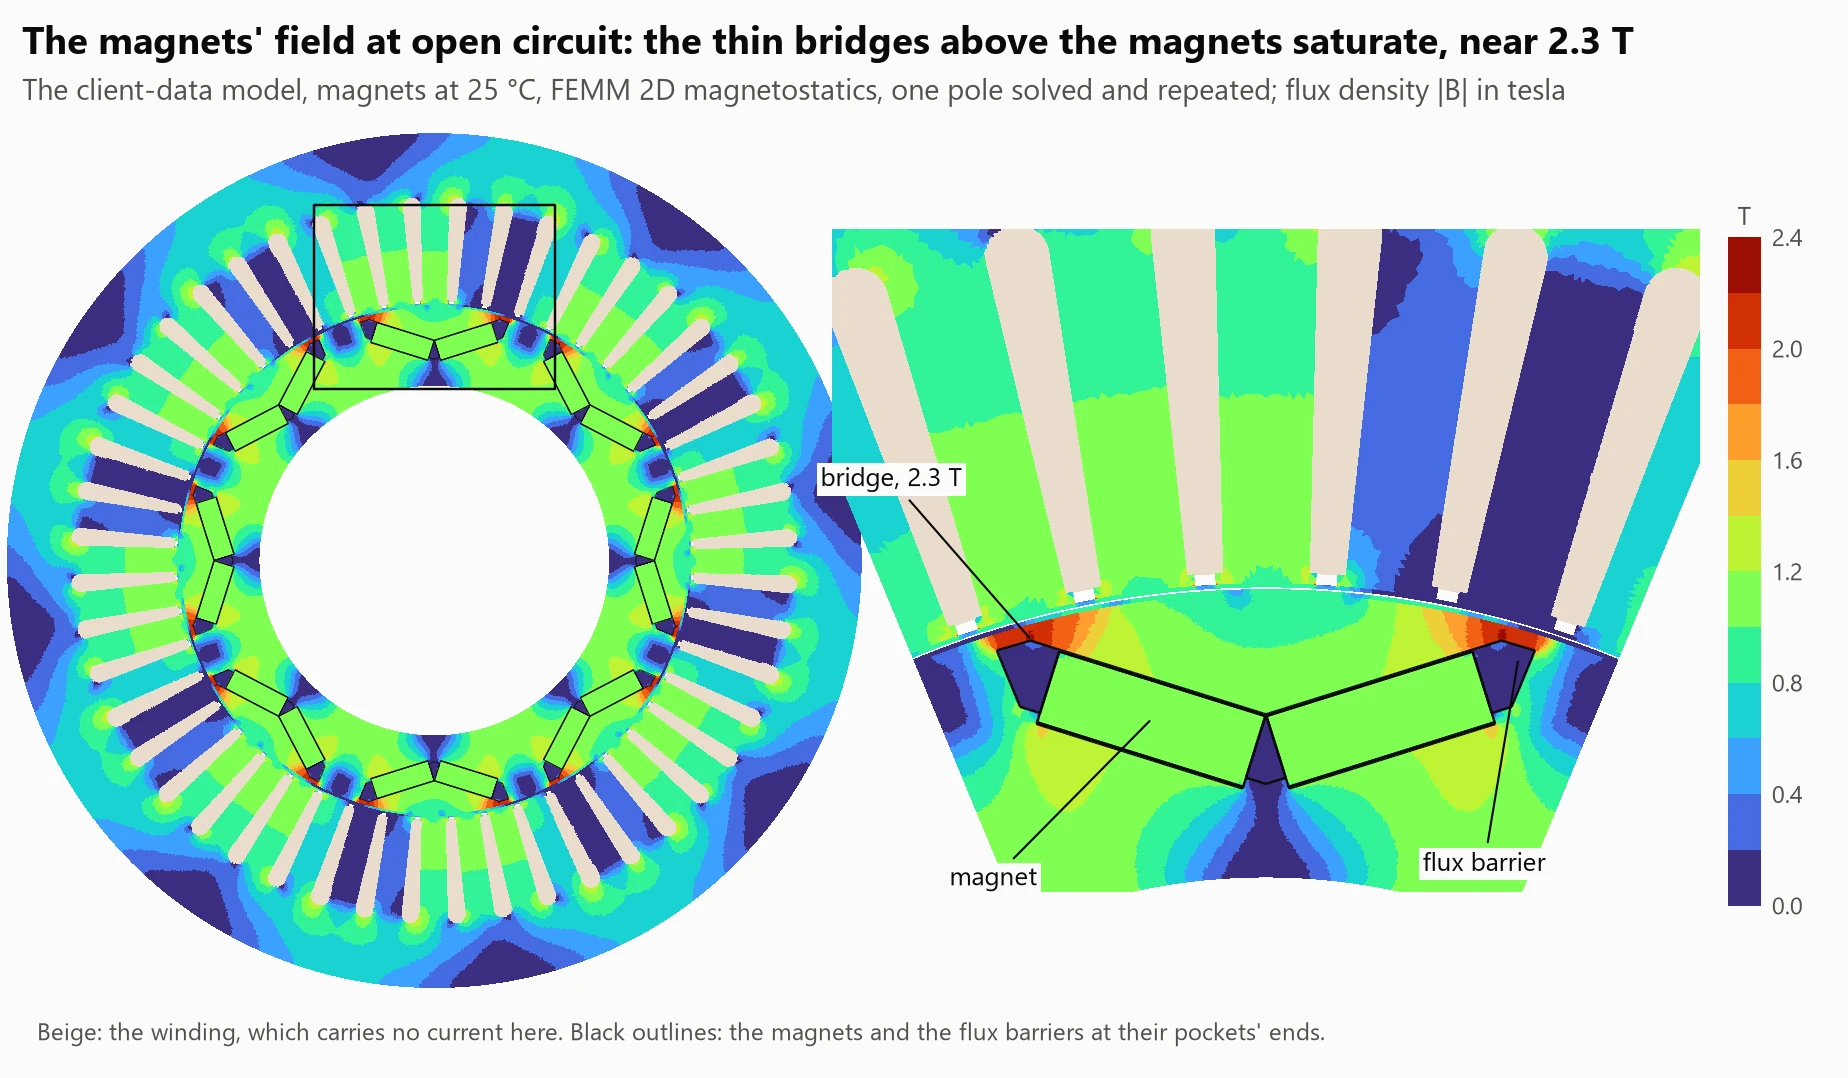 The magnets' field at open circuit: the thin bridges above the magnets saturate, near 2.3 T
The client-data model, magnets at 25 °C, FEMM 2D magnetostatics, one pole solved and repeated; flux density |B| in tesla
T
2.4
2.0
1.6
1.2
0.8
0.4
0.0
bridge, 2.3 T
magnet
flux barrier
Beige: the winding, which carries no current here. Black outlines: the magnets and the flux barriers at their pockets' ends.